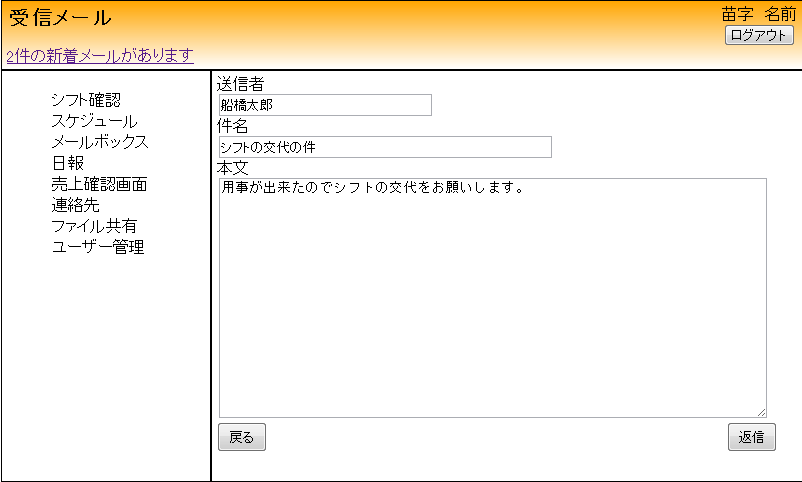 受信メール
苗字 名前
ログアウト
2件の新着メールがあります
シフト確認
スケジュール
メールボックス
日報
売上確認画面
連絡先
ファイル共有
ユーザー管理
送信者
船橋太郎
件名
シフトの交代の件
本文
用事が出来たのでシフトの交代をお願いします。
戻る
返信